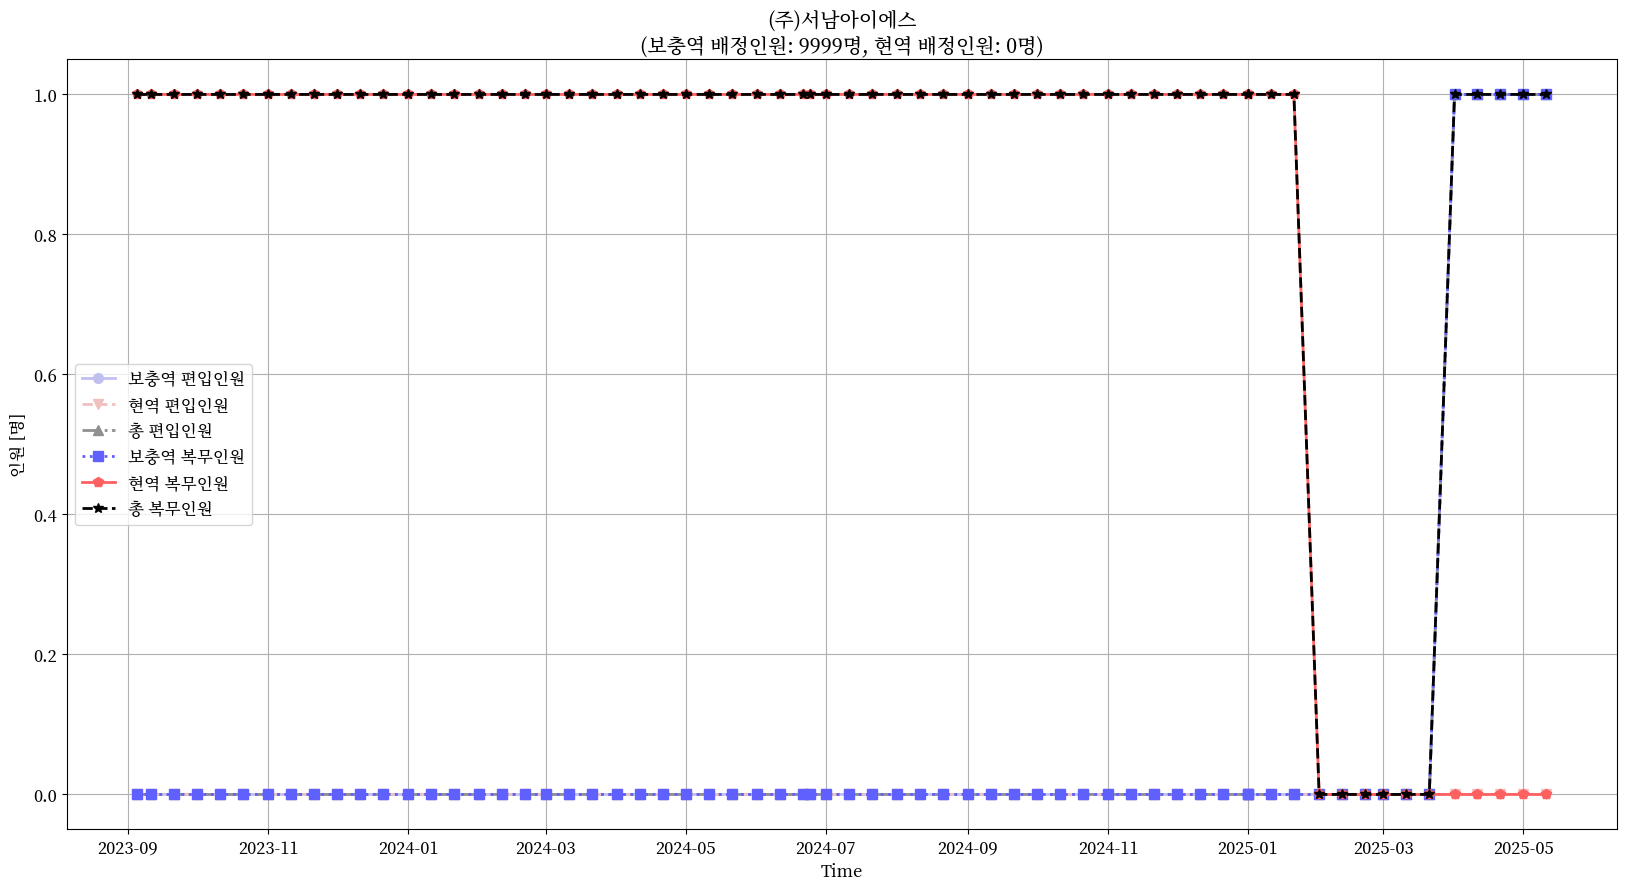 (주)서남아이에스
(보충역 배정인원: 9999명, 현역 배정인원: 0명)
인원 [명]
1.0
0.8
0.6
0.4
0.2
0.0
보충역 편입인원
현역 편입인원
총 편입인원
보충역 복무인원
현역 복무인원
총 복무인원
2023-09 2023-11 2024-01 2024-03 2024-05 2024-07 2024-09 2024-11 2025-01 2025-03 2025-05
Time